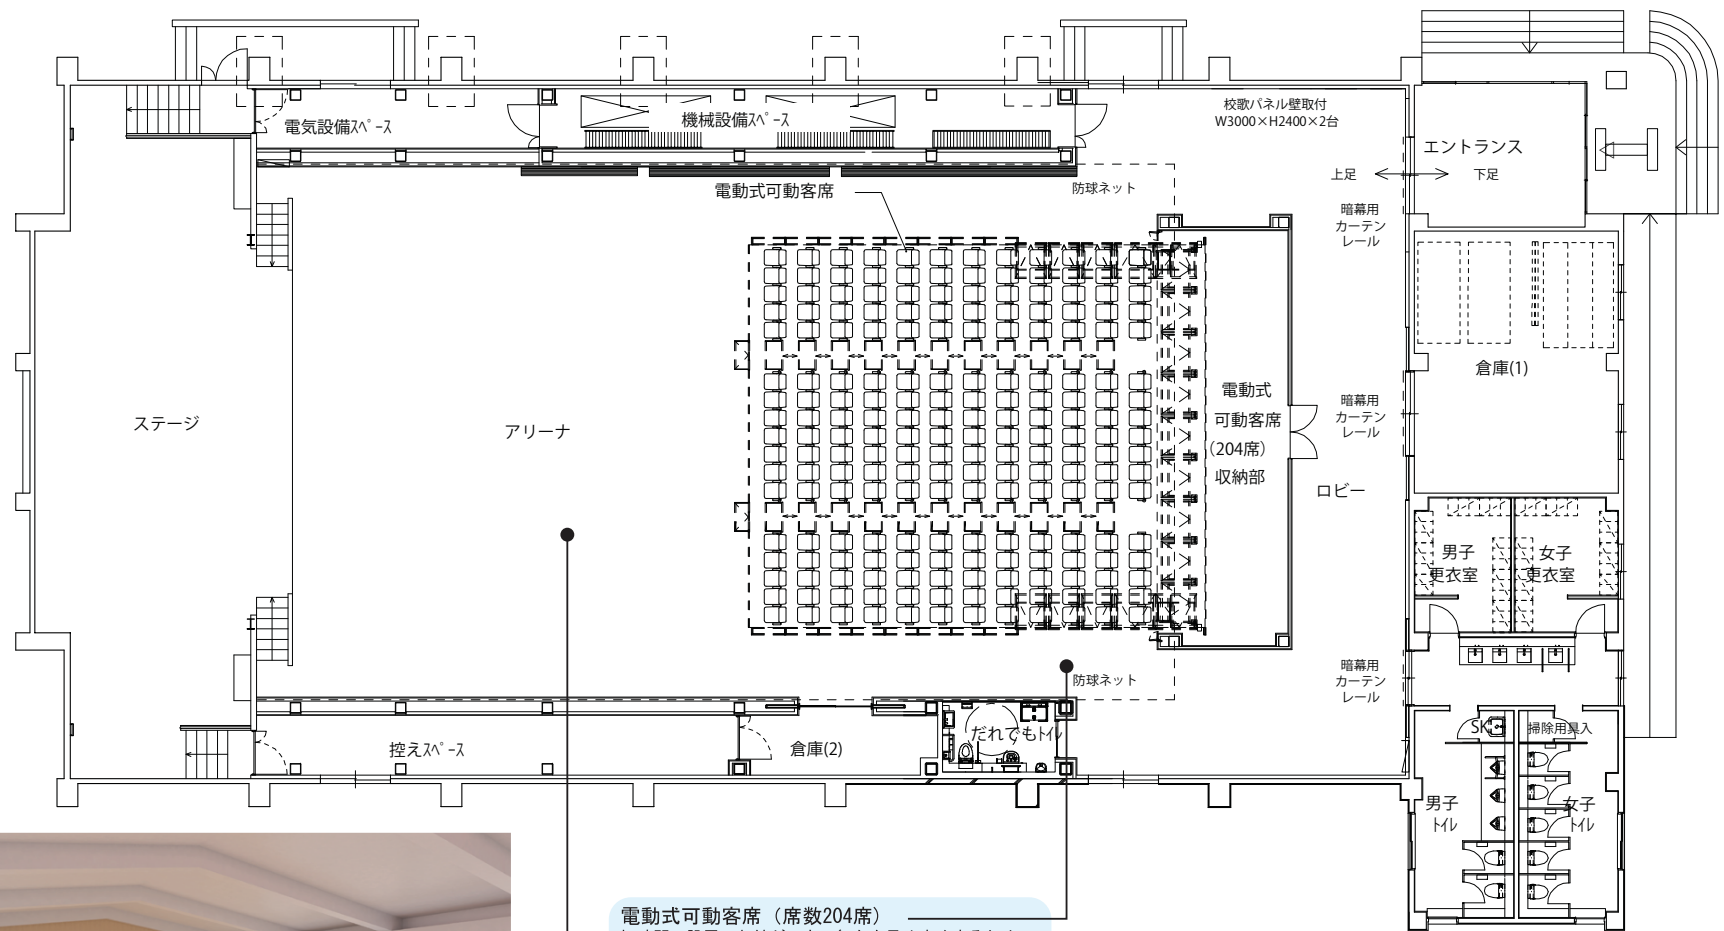 校歌パネル壁取付
W3000×H2400×2台
電気設備ｽﾍﾟｰｽ
機械設備ｽﾍﾟｰｽ
エントランス
上足
下足
電動式可動客席
防球ネット
暗幕用
カーテン
レール
倉庫(1)
ステージ
アリーナ
電動式
可動客席
(204席)
収納部
暗幕用
カーテン
レール
ロビー
男子
更衣室
女子
更衣室
暗幕用
カーテン
レール
防球ネット
控えｽﾍﾟｰｽ
倉庫(2)
だれでもﾄｲﾚ
SK
掃除用具入
男子
ﾄｲﾚ
女子
ﾄｲﾚ
電動式可動客席（席数204席）